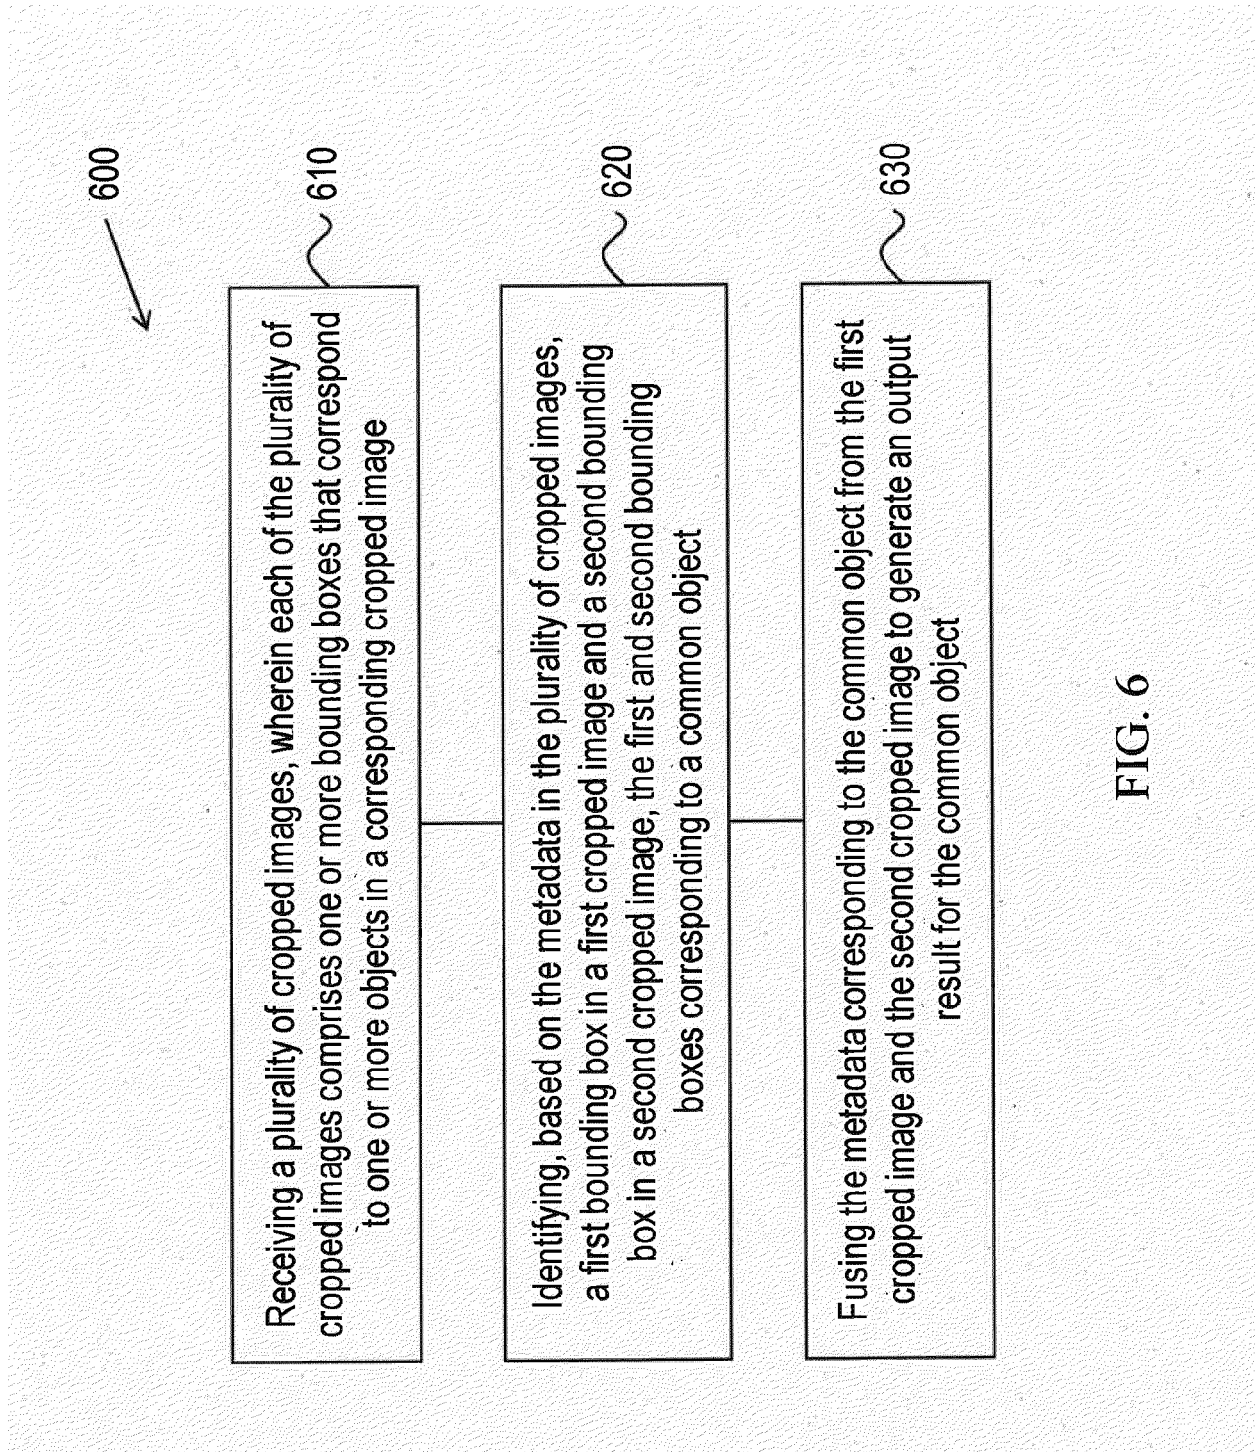 600
610
Receiving a plurality of cropped images, wherein each of the plurality of
cropped images comprises one or more bounding boxes that correspond
to one or more objects in a corresponding cropped image
620
Identifying, based on the metadata in the plurality of cropped images,
a first bounding box in a first cropped image and a second bounding
box in a second cropped image, the first and second bounding
boxes corresponding to a common object
630
Fusing the metadata corresponding to the common object from the first
cropped image and the second cropped image to generate an output
result for the common object
FIG. 6